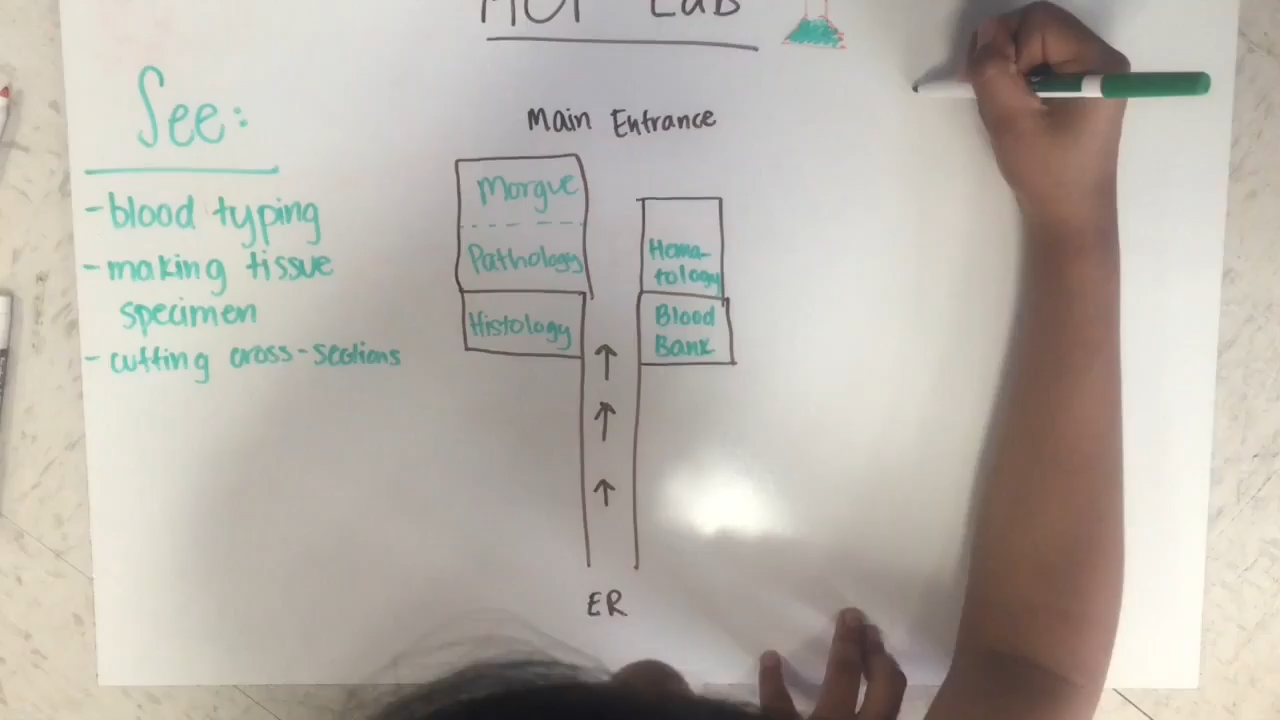 Lab
Main Entrance
See:
-blood typing
-making tissue
specimen
-cutting cross-sections
Morgue
Pathology
Histology
Hema-
tology
Blood
Bank
ER